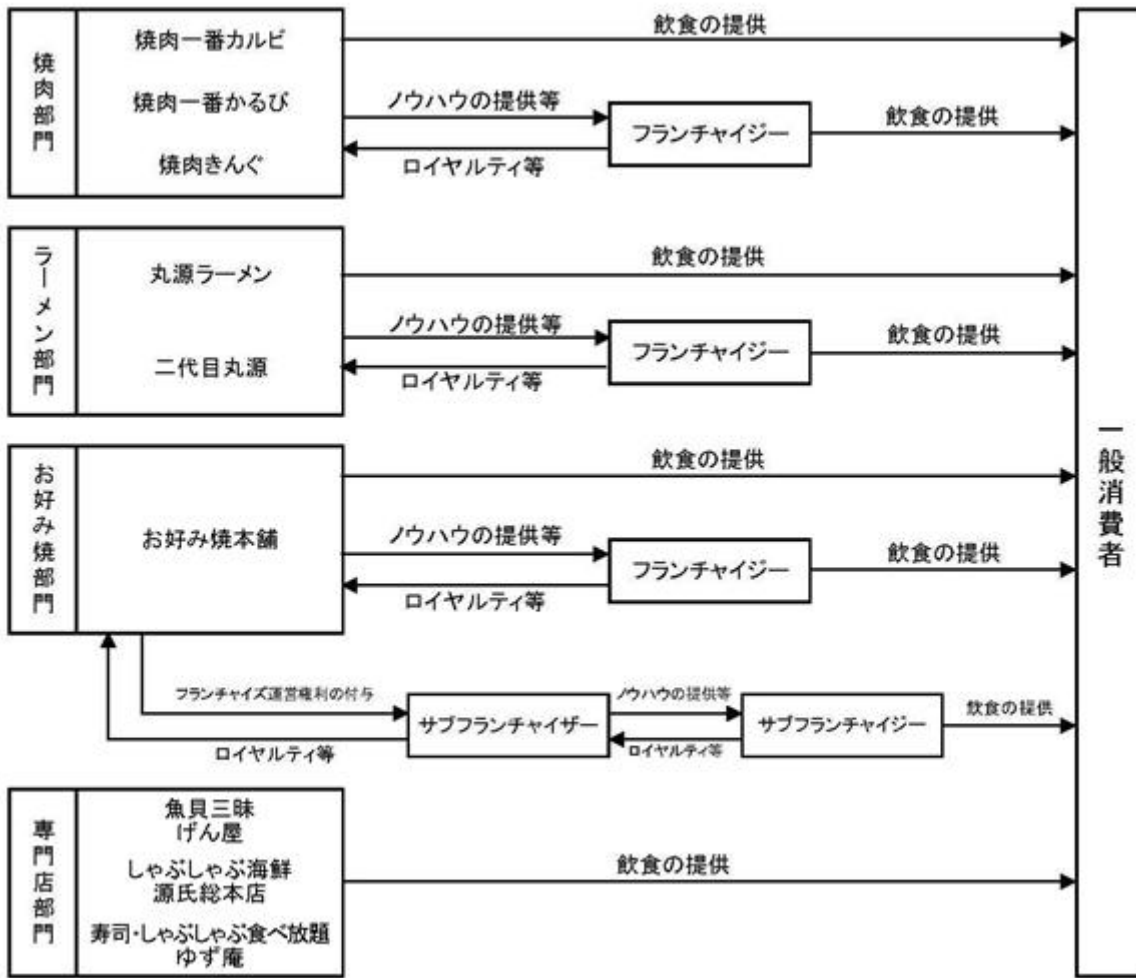 焼肉部門
焼肉一番カルビ
焼肉一番かるび
焼肉きんぐ
飲食の提供
ノウハウの提供等
ロイヤルティ等
フランチャイジー
飲食の提供
ラーメン部門
丸源ラーメン
二代目丸源
飲食の提供
ノウハウの提供等
ロイヤルティ等
フランチャイジー
飲食の提供
お好み焼部門
お好み焼本舗
飲食の提供
ノウハウの提供等
ロイヤルティ等
フランチャイジー
飲食の提供
フランチャイズ運営権利の付与
ロイヤルティ等
サブフランチャイザー
ノウハウの提供等
ロイヤルティ等
サブフランチャイジー
飲食の提供
専門店部門
魚貝三昧
げん屋
しゃぶしゃぶ海鮮
源氏総本店
寿司・しゃぶしゃぶ食べ放題
ゆず庵
飲食の提供
一般消費者